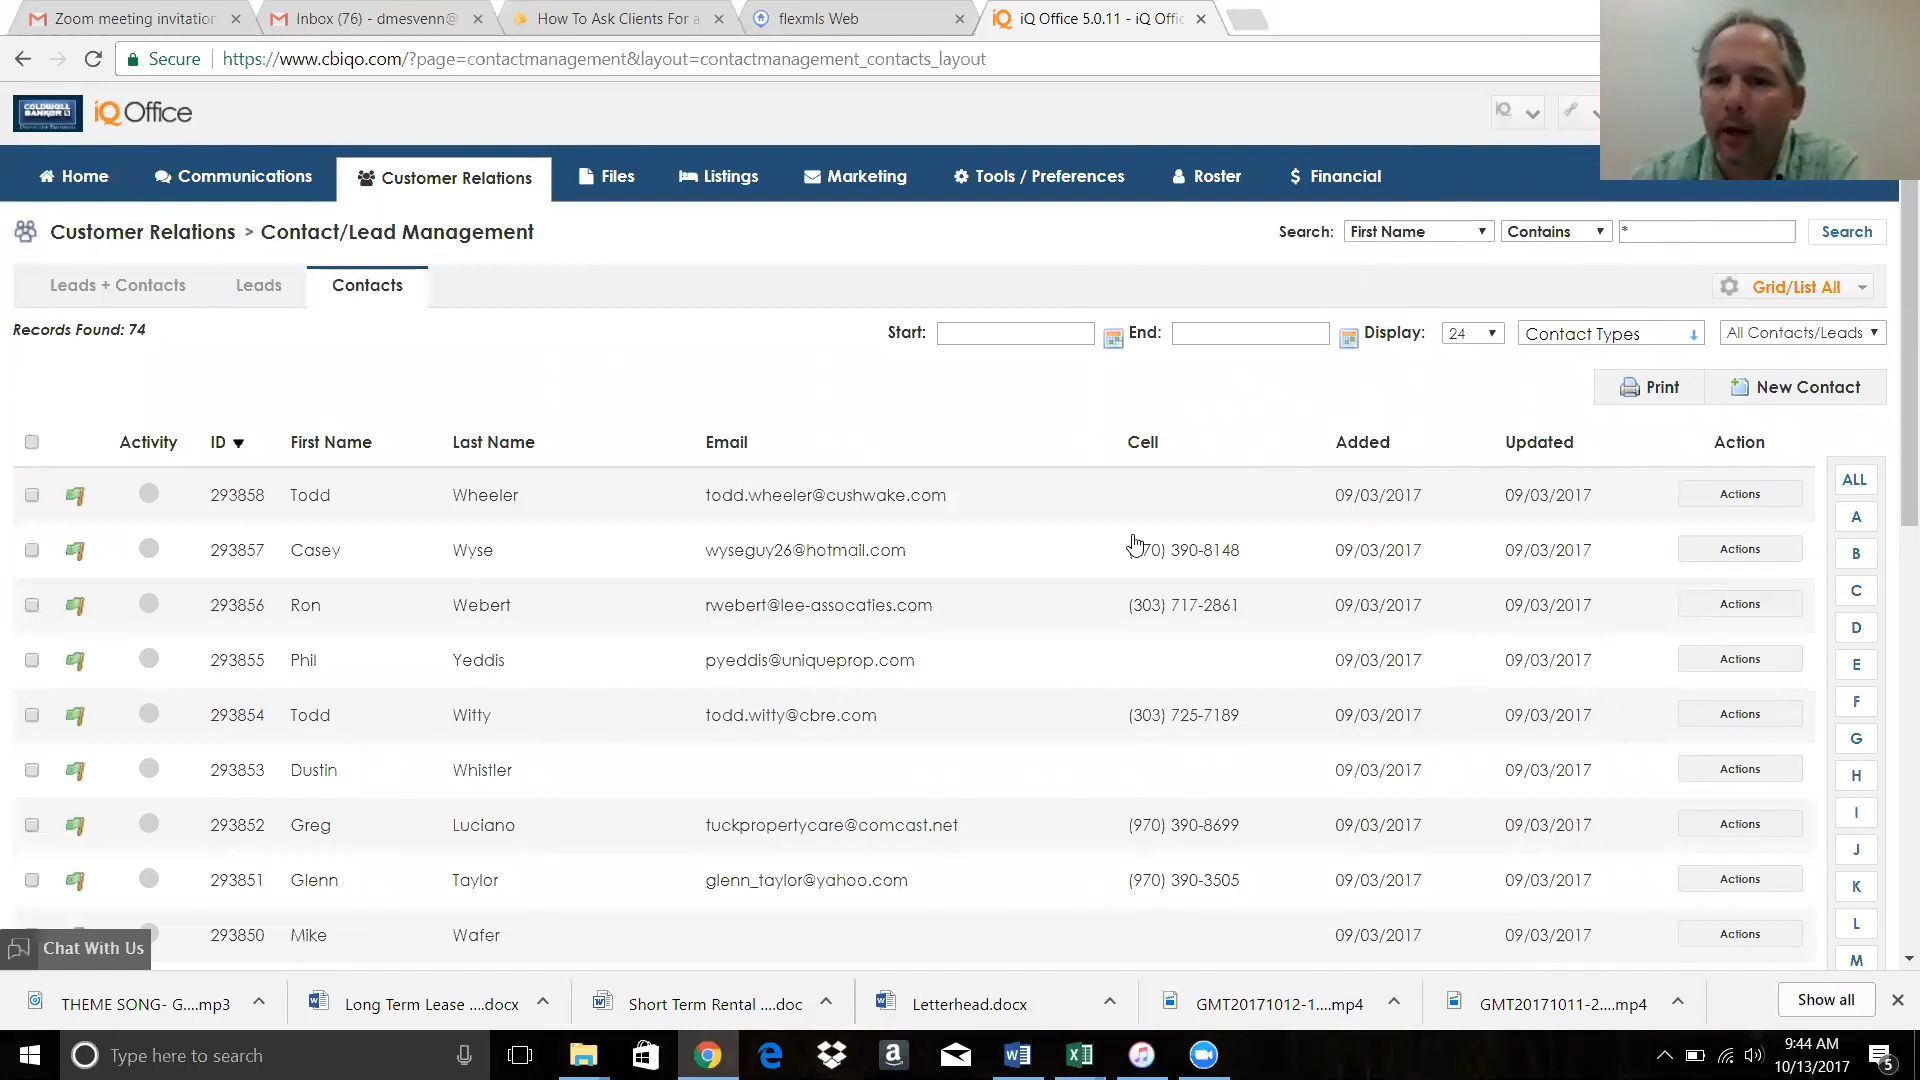 Zoom meeting invitation
Inbox (76) - dmesvenn@
How To Ask Clients For a
flexmls Web
iQ Office 5.0.11 - iQ Offic
Secure https://www.cbiqo.com/?page=contactmanagement&layout=contactmanagement_contacts_layout
COLDWELL BANKER iQ Office
Home Communications Customer Relations Files Listings Marketing Tools / Preferences Roster $ Financial
Customer Relations > Contact/Lead Management Search: First Name Contains * Search
Leads + Contacts Leads Contacts Grid/List All
Records Found: 74 Start: End: Display: 24 Contact Types All Contacts/Leads
Print New Contact
Activity ID First Name Last Name Email Cell Added Updated Action
293858 Todd Wheeler todd.wheeler@cushwake.com 09/03/2017 09/03/2017 Actions
293857 Casey Wyse wyseguy26@hotmail.com 70) 390-8148 09/03/2017 09/03/2017 Actions
293856 Ron Webert rwebert@lee-assocaties.com (303) 717-2861 09/03/2017 09/03/2017 Actions
293855 Phil Yeddis pyeddis@uniqueprop.com 09/03/2017 09/03/2017 Actions
293854 Todd Witty todd.witty@cbre.com (303) 725-7189 09/03/2017 09/03/2017 Actions
293853 Dustin Whistler 09/03/2017 09/03/2017 Actions
293852 Greg Luciano tuckpropertycare@comcast.net (970) 390-8699 09/03/2017 09/03/2017 Actions
293851 Glenn Taylor glenn_taylor@yahoo.com (970) 390-3505 09/03/2017 09/03/2017 Actions
293850 Mike Wafer 09/03/2017 09/03/2017 Actions
ALL
A
B
C
D
E
F
G
H
I
J
K
L
M
Chat With Us
THEME SONG- G....mp3 Long Term Lease ....docx Short Term Rental ....doc Letterhead.docx GMT20171012-1....mp4 GMT20171011-2....mp4 Show all
Type here to search
9:44 AM
10/13/2017
5